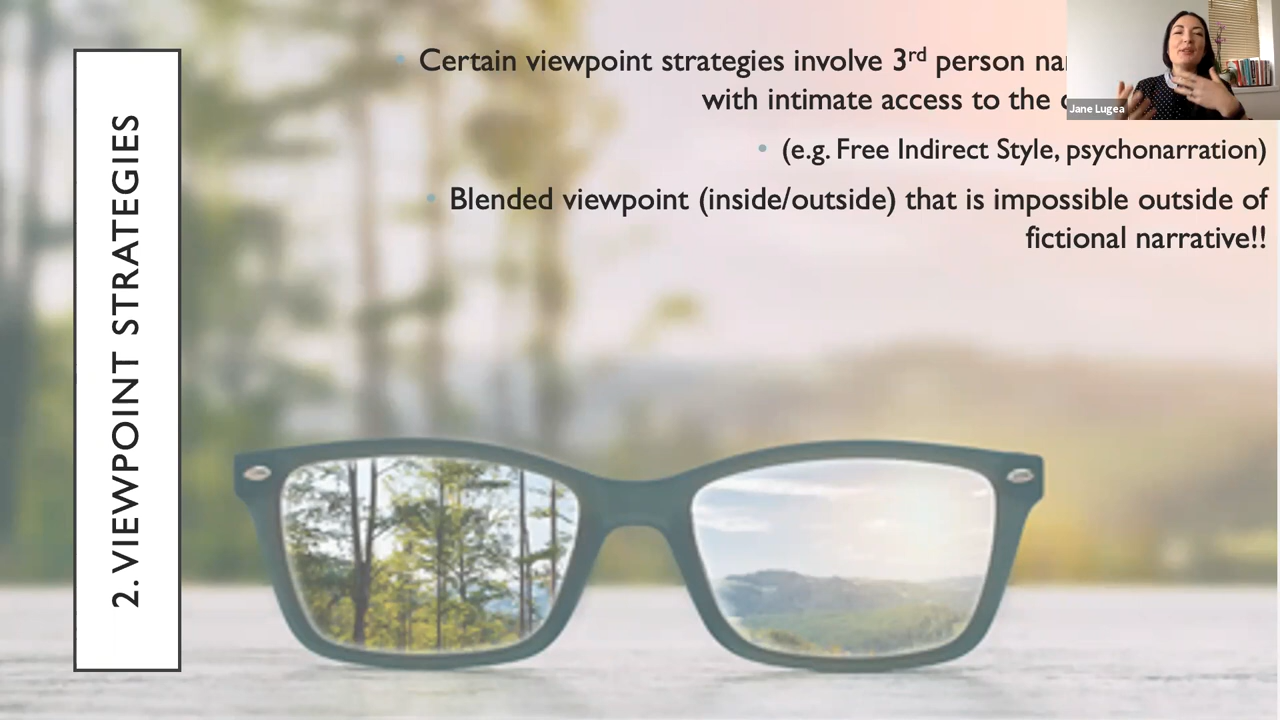 2. VIEWPOINT STRATEGIES
Certain viewpoint strategies involve 3rd person
with intimate access to the
(e.g. Free Indirect Style, psychonarration)
Blended viewpoint (inside/outside) that is impossible outside of
fictional narrative!!
Jane Lugea